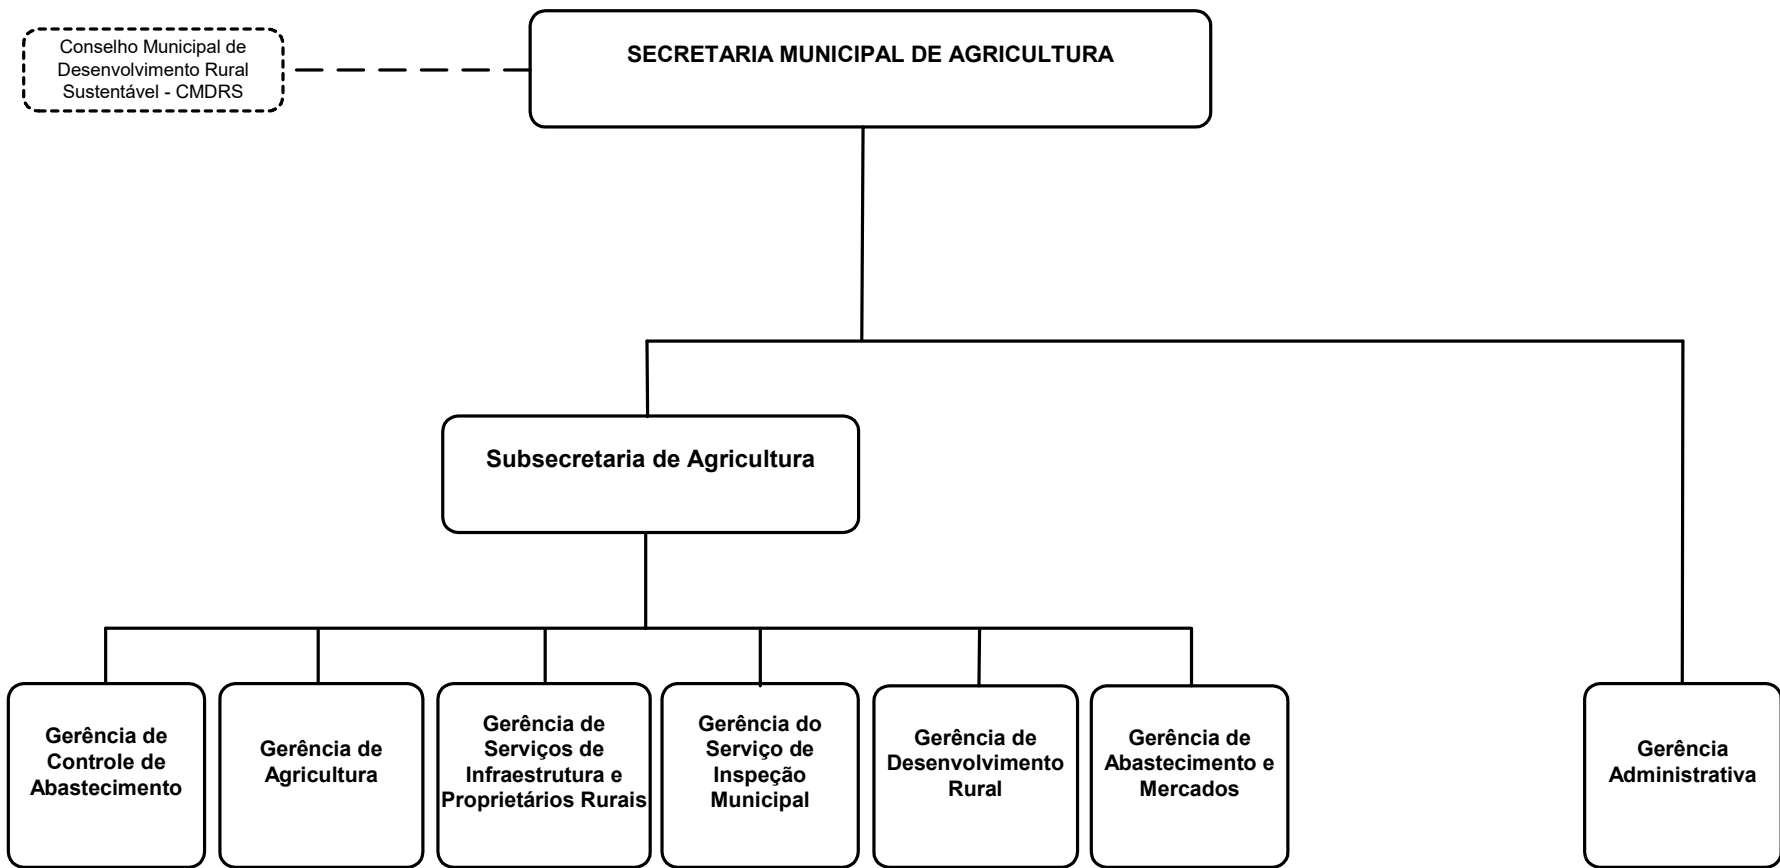 Conselho Municipal de
Desenvolvimento Rural
Sustentável - CMDRS
SECRETARIA MUNICIPAL DE AGRICULTURA
Subsecretaria de Agricultura
Gerência de
Controle de
Abastecimento
Gerência de
Agricultura
Gerência de
Serviços de
Infraestrutura e
Proprietários Rurais
Gerência do
Serviço de
Inspeção
Municipal
Gerência de
Desenvolvimento
Rural
Gerência de
Abastecimento e
Mercados
Gerência
Administrativa